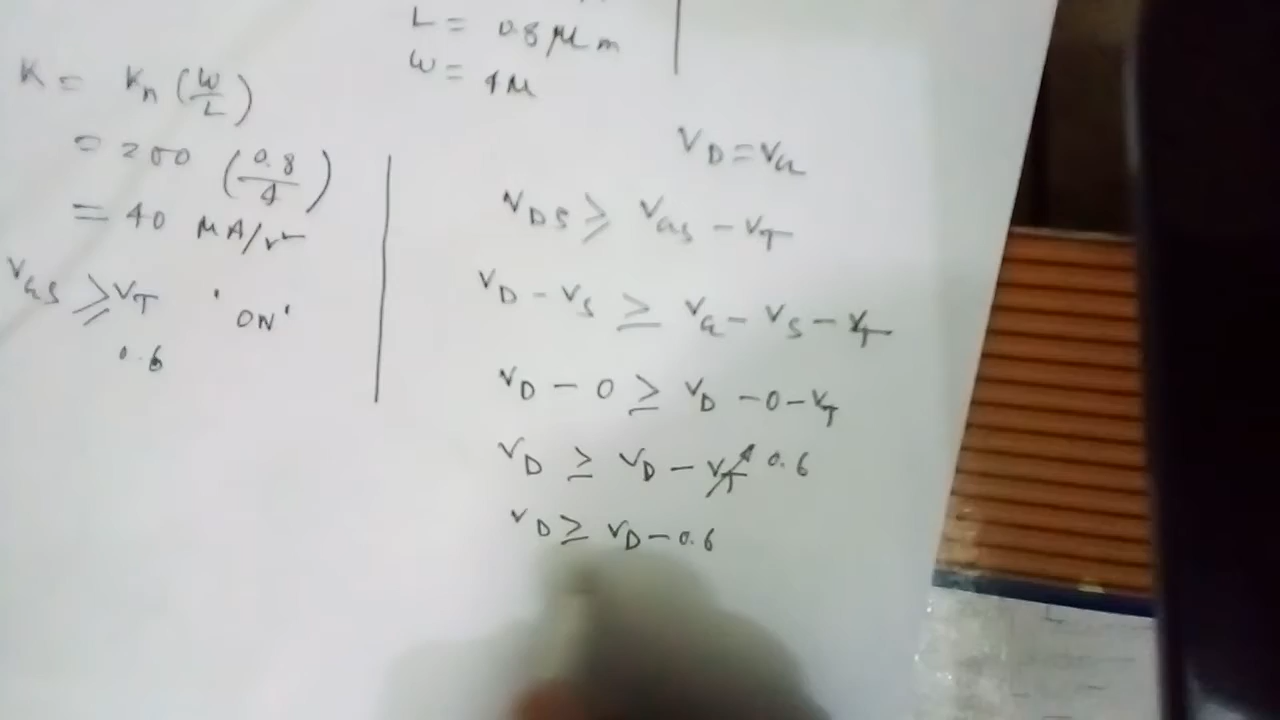 L = 0.8 μm
W = 4μ
K = Kn (W/L)
= 200 (0.8/4)
= 40 μA/v²
VGS ≥ VT 'ON'
0.6
VD = VG
VDS ≥ VGS - VT
VD - VS ≥ VG - VS - VT
VD - 0 ≥ VD - 0 - VT
VD ≥ VD - VT 0.6
VD ≥ VD - 0.6